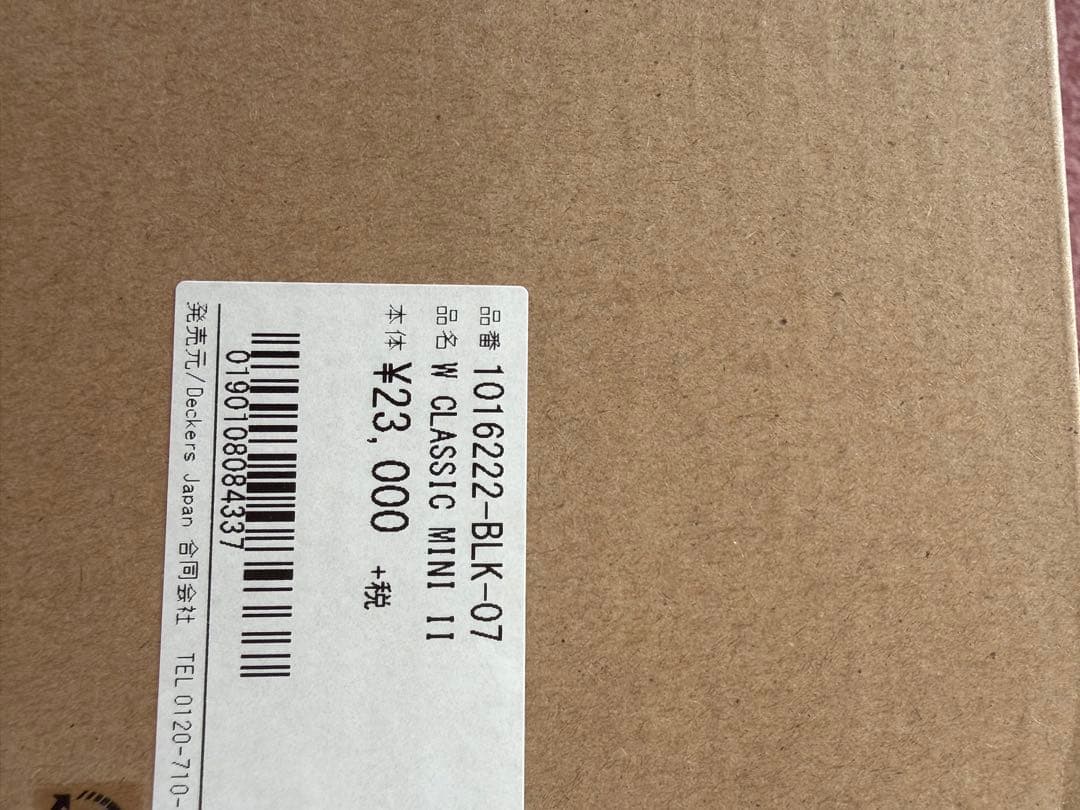 品番 1016222-BLK-07
品名 W CLASSIC MINI II
本体 ¥23,000 +税
0190108084337
発売元/Deckers Japan 合同会社 TEL 0120-710-